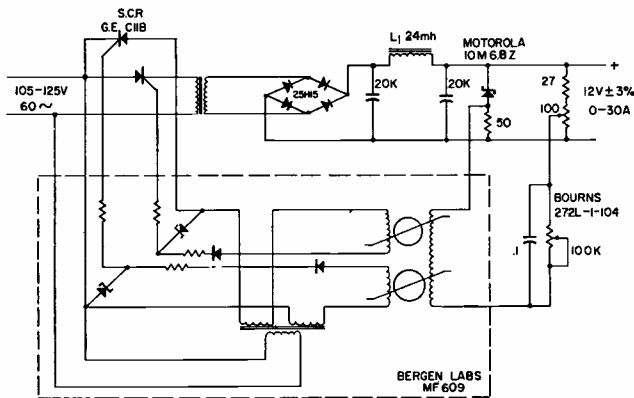 S.C.R
G.E. C11B
L₁ 24mh
MOTOROLA
10M 6.8Z
105-125V
60∼
25H15
20K
20K
50
27
100
+
12V ± 3%
0-30A
BOURNS
272L-1-104
.1
100K
BERGEN LABS
MF 609